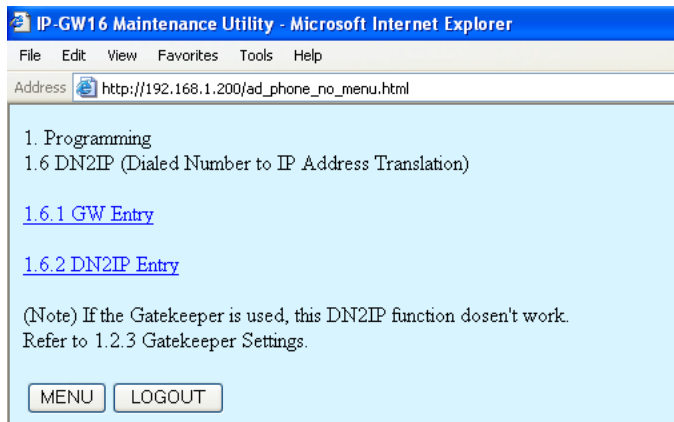 IP-GW16 Maintenance Utility - Microsoft Internet Explorer
File Edit View Favorites Tools Help
Address http://192.168.1.200/ad_phone_no_menu.html
1. Programming
1.6 DN2IP (Dialed Number to IP Address Translation)
1.6.1 GW Entry
1.6.2 DN2IP Entry
(Note) If the Gatekeeper is used, this DN2IP function dosen't work.
Refer to 1.2.3 Gatekeeper Settings.
MENU LOGOUT